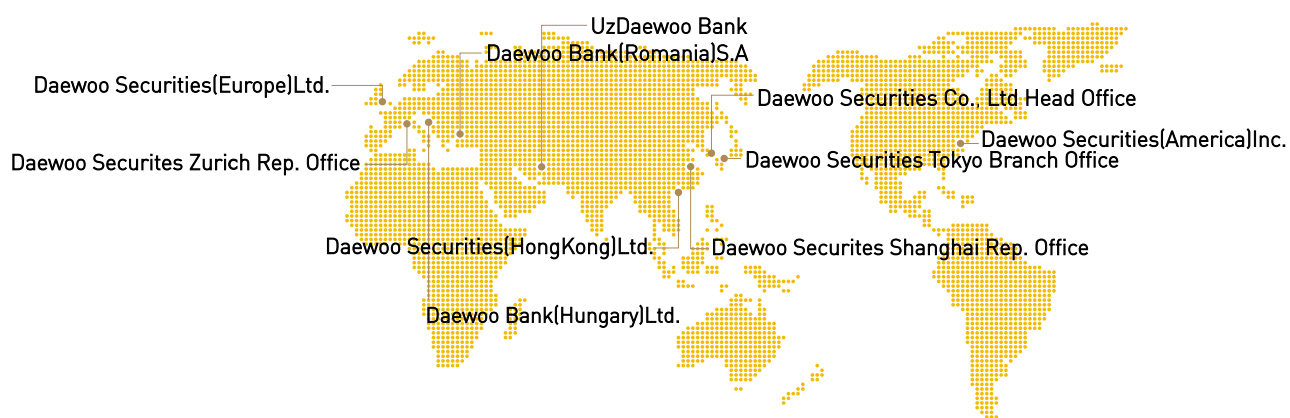 UzDaewoo Bank
Daewoo Bank(Romania)S.A
Daewoo Securities(Europe)Ltd.
Daewoo Securities Co., Ltd Head Office
Daewoo Securities(America)Inc.
Daewoo Securites Zurich Rep. Office
Daewoo Securities Tokyo Branch Office
Daewoo Securities(HongKong)Ltd.
Daewoo Securites Shanghai Rep. Office
Daewoo Bank(Hungary)Ltd.